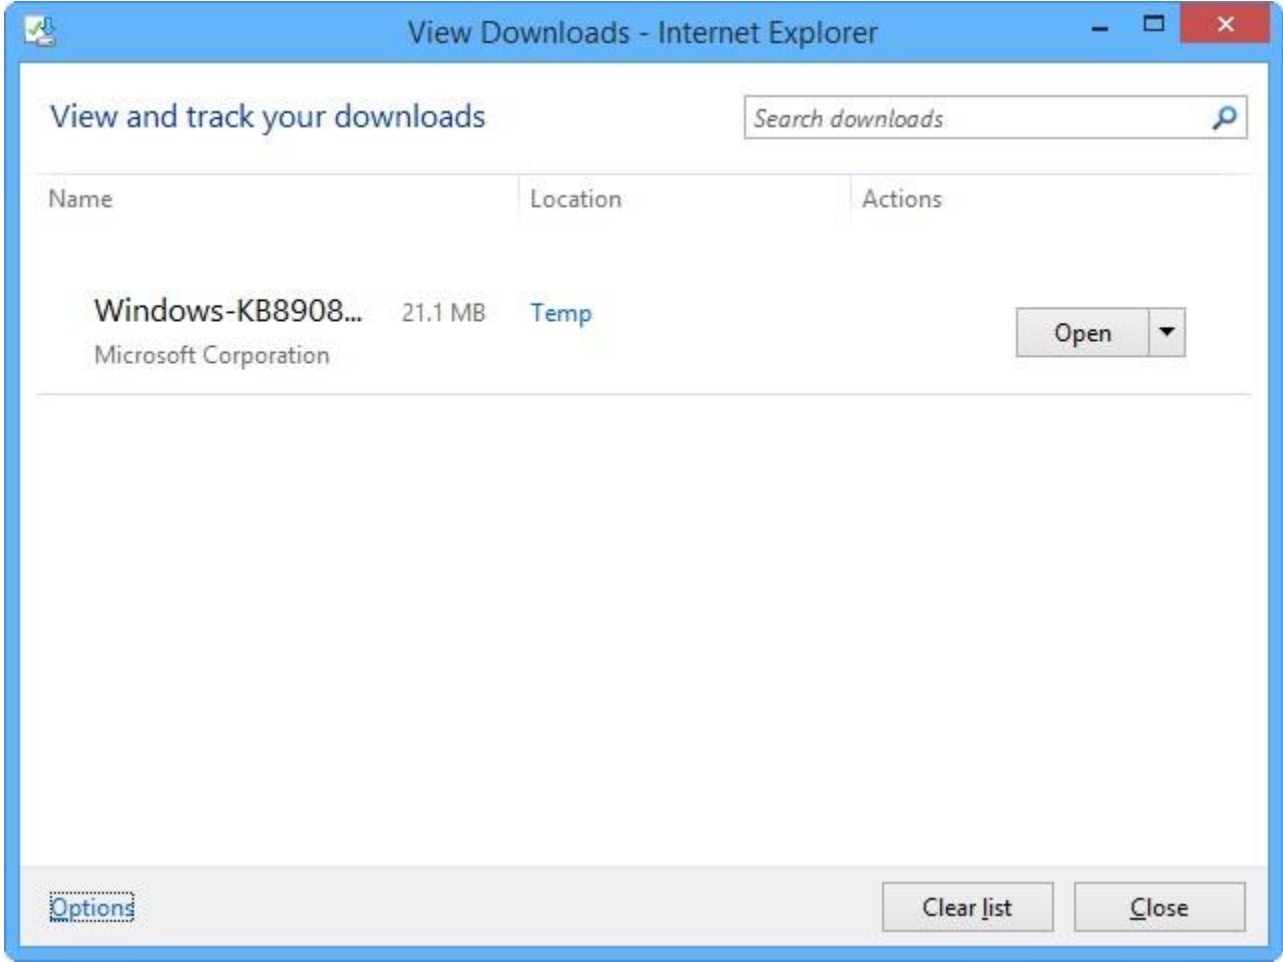 View Downloads - Internet Explorer
View and track your downloads
Search downloads
Name Location Actions
Windows-KB8908... 21.1 MB Temp
Microsoft Corporation
Open
Options Clear list Close